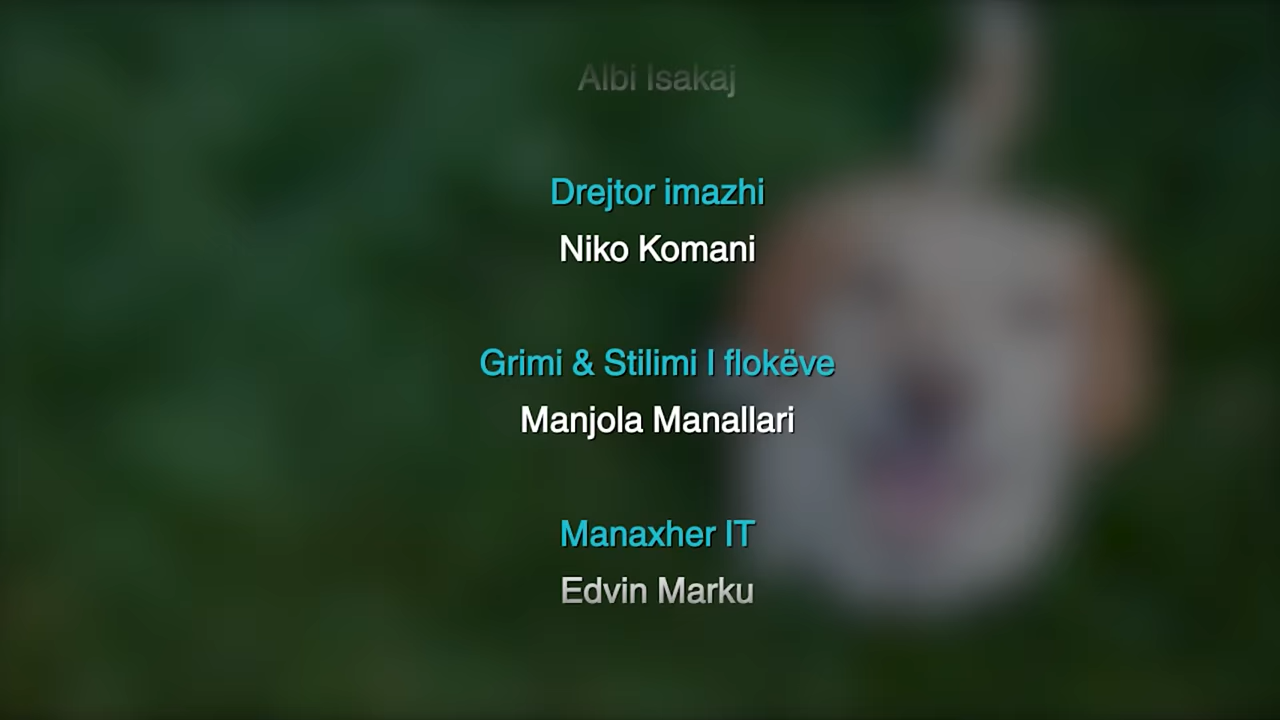 Albi Isakaj
Drejtor imazhi
Niko Komani
Grimi & Stilimi I flokëve
Manjola Manallari
Manaxher IT
Edvin Marku